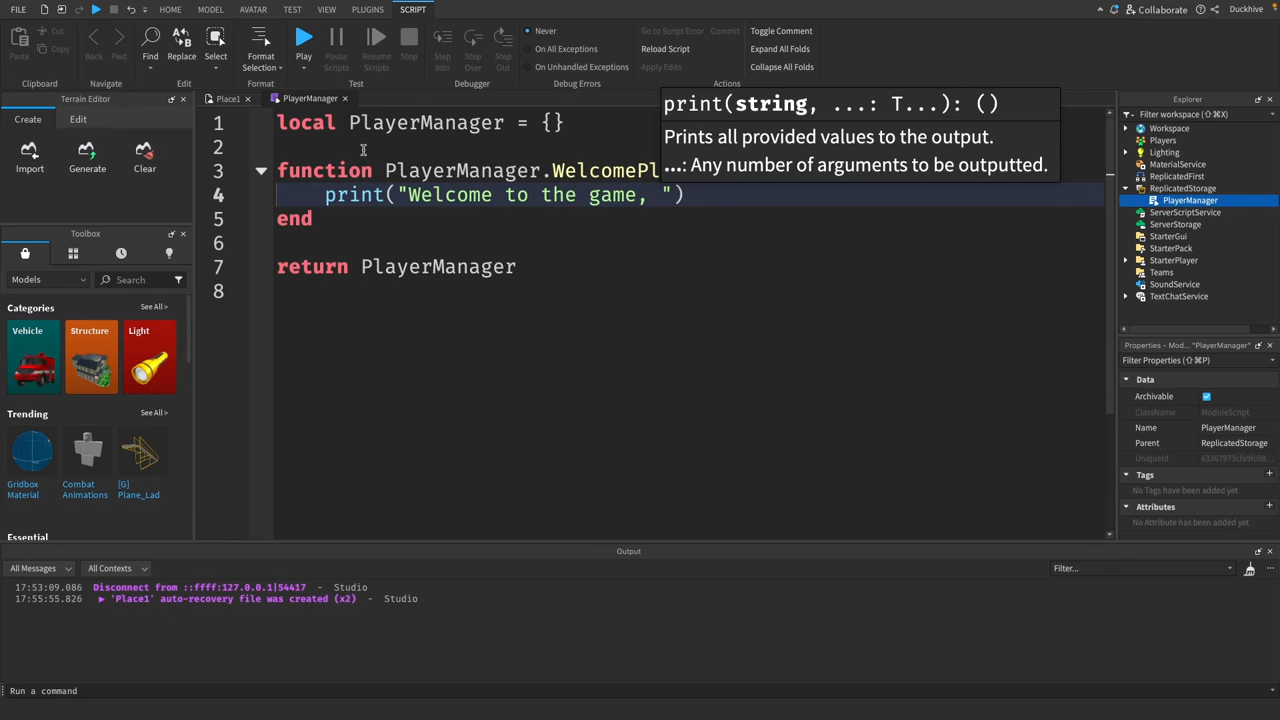 FILE HOME MODEL AVATAR TEST VIEW PLUGINS SCRIPT Collaborate Duckhive
Paste Cut Copy Back Fwd Find Replace Select Format Selection Play Pause Scripts Resume Scripts Stop Step Into Step Over Step Out
Never
On All Exceptions
On Unhandled Exceptions
Go to Script Error Commit
Reload Script
Apply Edits
Toggle Comment
Expand All Folds
Collapse All Folds
Clipboard Navigate Edit Format Test Debugger Debug Errors Actions
Terrain Editor
Create Edit
Import Generate Clear
Toolbox
Models Search
Categories See All >
Vehicle Structure Light
Trending See All >
Gridbox Material
Combat Animations
[G] Plane_Lad
Essential
Place1 × PlayerManager ×
1 local PlayerManager = {}
2
3 function PlayerManager.WelcomePl
4 print("Welcome to the game, ")
5 end
6
7 return PlayerManager
8
print(string, ...: T...): ()
Prints all provided values to the output.
...: Any number of arguments to be outputted.
Explorer
Filter workspace (⇧⌘X)
Workspace
Players
Lighting
MaterialService
ReplicatedFirst
ReplicatedStorage
PlayerManager
ServerScriptService
ServerStorage
StarterGui
StarterPack
StarterPlayer
Teams
SoundService
TextChatService
Properties - Mod... "PlayerManager"
Filter Properties (⇧⌘P)
Data
Archivable
ClassName ModuleScript
Name PlayerManager
Parent ReplicatedStorage
UniqueId
Tags
No Tags have been added yet
Attributes
No Attribute has been added yet
Output
All Messages All Contexts Filter...
17:53:09.086 Disconnect from ::ffff:127.0.0.1|54417 - Studio
17:55:55.826 ▶ 'Place1' auto-recovery file was created (x2) - Studio
Run a command